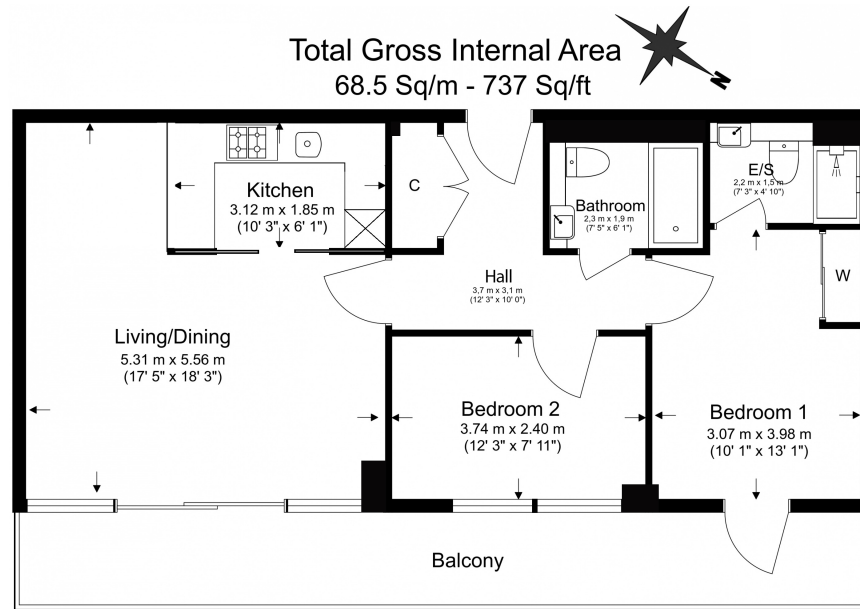 Total Gross Internal Area
68.5 Sq/m - 737 Sq/ft
N
Kitchen
3.12 m x 1.85 m
(10' 3" x 6' 1")
C
Bathroom
2,3 m x 1,9 m
(7' 5" x 6' 1")
E/S
2,2 m x 1,5 m
(7' 3" x 4' 10")
W
Hall
3,7 m x 3,1 m
(12' 3" x 10' 0")
Living/Dining
5.31 m x 5.56 m
(17' 5" x 18' 3")
Bedroom 2
3.74 m x 2.40 m
(12' 3" x 7' 11")
Bedroom 1
3.07 m x 3.98 m
(10' 1" x 13' 1")
Balcony